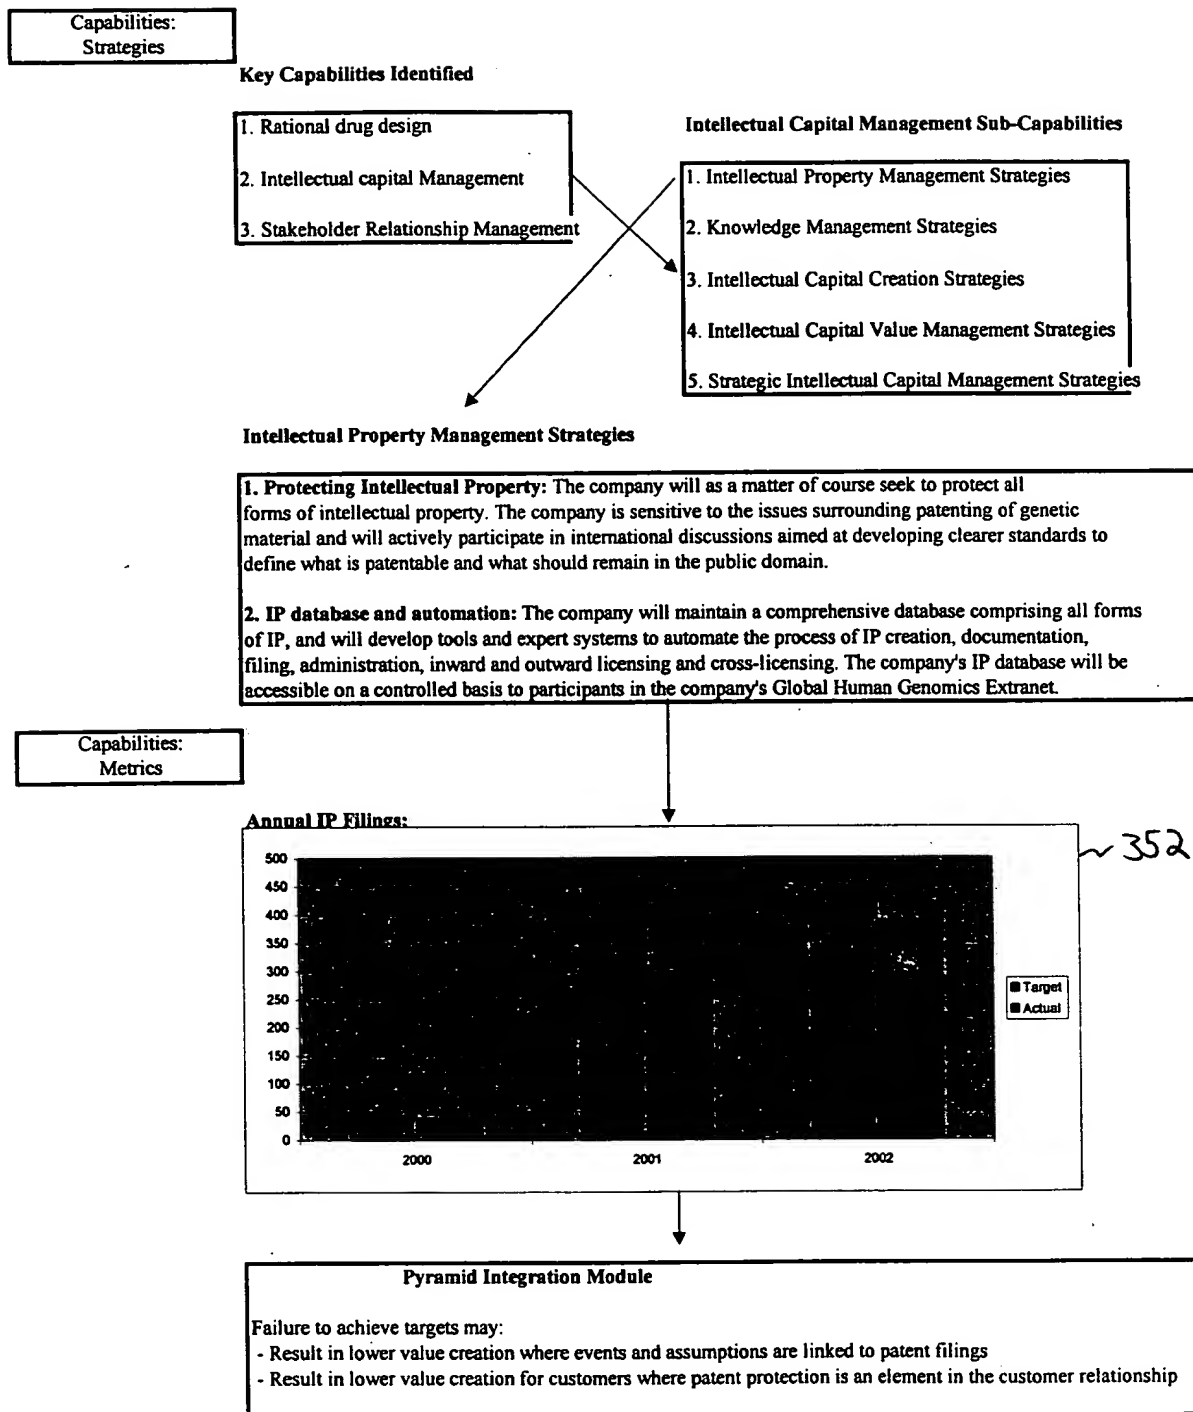 Capabilities:
Strategies
Key Capabilities Identified
1. Rational drug design
2. Intellectual capital Management
3. Stakeholder Relationship Management
Intellectual Capital Management Sub-Capabilities
1. Intellectual Property Management Strategies
2. Knowledge Management Strategies
3. Intellectual Capital Creation Strategies
4. Intellectual Capital Value Management Strategies
5. Strategic Intellectual Capital Management Strategies
Intellectual Property Management Strategies
1. Protecting Intellectual Property: The company will as a matter of course seek to protect all
forms of intellectual property. The company is sensitive to the issues surrounding patenting of genetic
material and will actively participate in international discussions aimed at developing clearer standards to
define what is patentable and what should remain in the public domain.
2. IP database and automation: The company will maintain a comprehensive database comprising all forms
of IP, and will develop tools and expert systems to automate the process of IP creation, documentation,
filing, administration, inward and outward licensing and cross-licensing. The company's IP database will be
accessible on a controlled basis to participants in the company's Global Human Genomics Extranet.
Capabilities:
Metrics
Annual IP Filings:
352
500
450
400
350
300
250
200
150
100
50
0
2000 2001 2002
Target
Actual
Pyramid Integration Module
Failure to achieve targets may:
- Result in lower value creation where events and assumptions are linked to patent filings
- Result in lower value creation for customers where patent protection is an element in the customer relationship